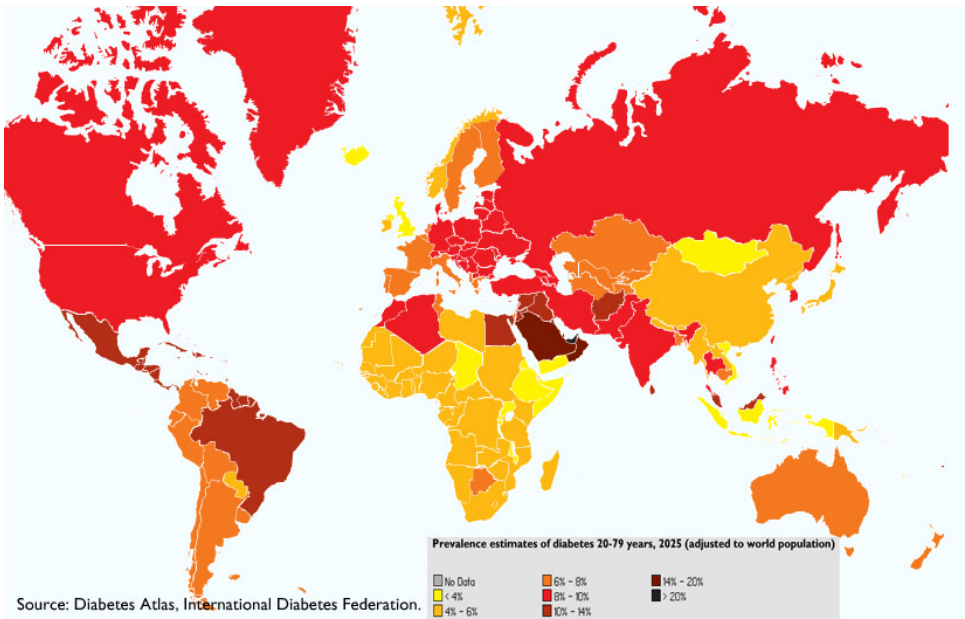 Prevalence estimates of diabetes 20-79 years, 2025 (adjusted to world population)
No Data
< 4%
4% - 6%
6% - 8%
8% - 10%
10% - 14%
14% - 20%
> 20%
Source: Diabetes Atlas, International Diabetes Federation.